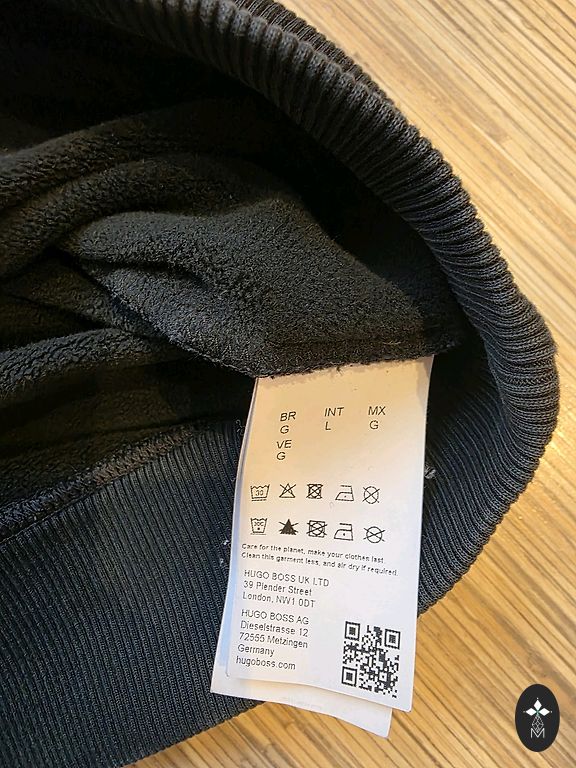 BR INT MX
G L G
VE
G
30
30C
Care for the planet, make your clothes last.
Clean this garment less, and air dry if required.
HUGO BOSS UK LTD
39 Plender Street
London, NW1 0DT
HUGO BOSS AG
Dieselstrasse 12
72555 Metzingen
Germany
hugoboss.com
M